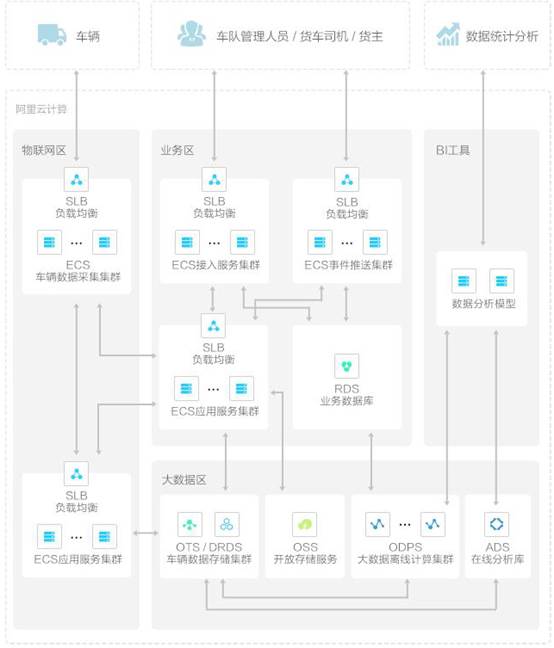 车辆
车队管理人员 / 货车司机 / 货主
数据统计分析
阿里云计算
物联网区
业务区
BI工具
SLB
负载均衡
...
ECS
车辆数据采集集群
SLB
负载均衡
...
ECS接入服务集群
SLB
负载均衡
...
ECS事件推送集群
数据分析模型
SLB
负载均衡
...
ECS应用服务集群
RDS
业务数据库
SLB
负载均衡
...
ECS应用服务集群
大数据区
OTS / DRDS
车辆数据存储集群
OSS
开放存储服务
...
ODPS
大数据离线计算集群
ADS
在线分析库